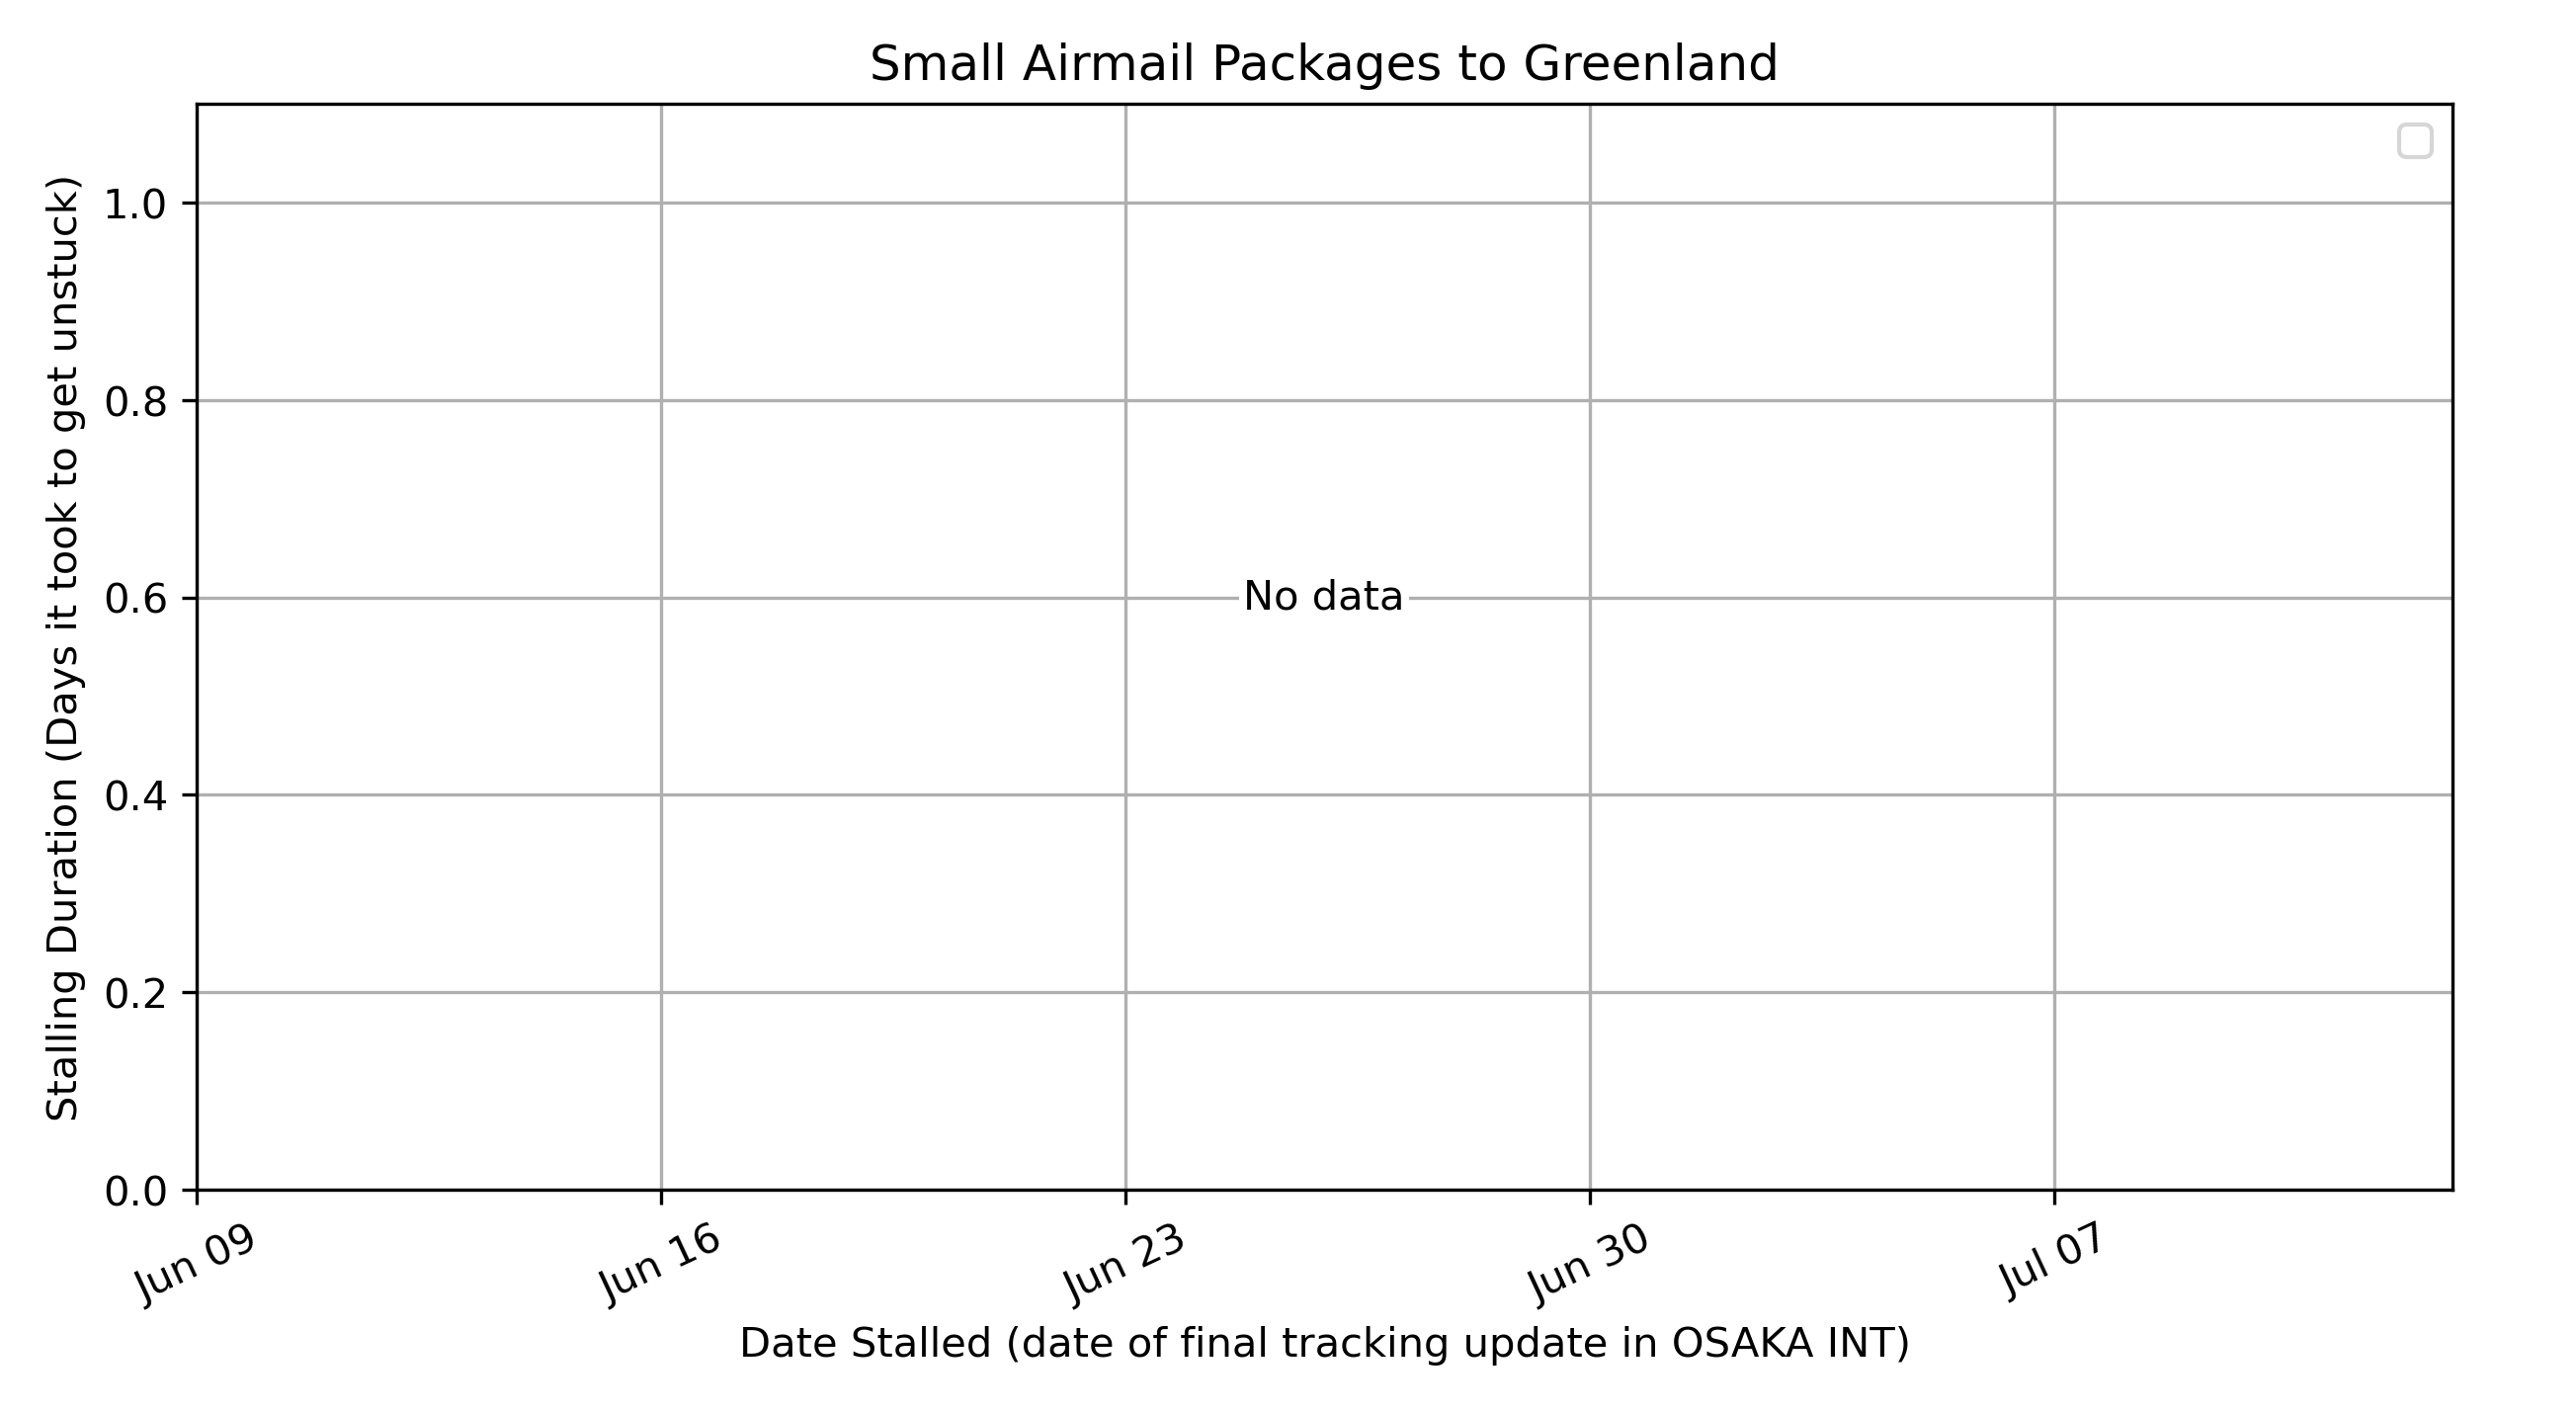 Small Airmail Packages to Greenland
Stalling Duration (Days it took to get unstuck)
1.0
0.8
0.6
0.4
0.2
0.0
No data
Jun 09
Jun 16
Jun 23
Jun 30
Jul 07
Date Stalled (date of final tracking update in OSAKA INT)